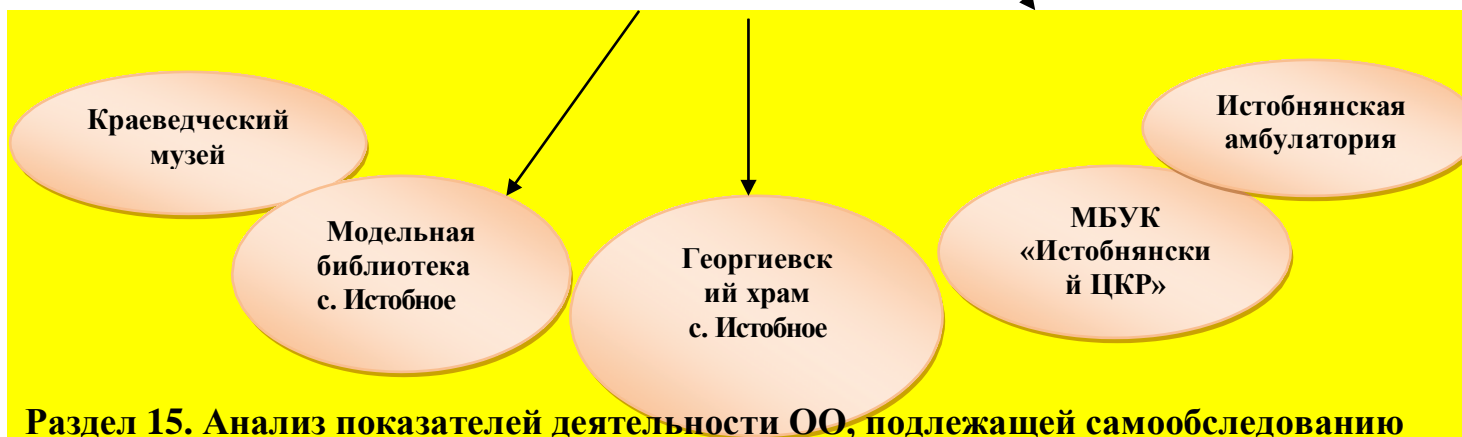 Краеведческий
музей
Модельная
библиотека
с. Истобное
Георгиевск
ий храм
с. Истобное
МБУК
«Истобнянски
й ЦКР»
Истобнянская
амбулатория
Раздел 15. Анализ показателей деятельности ОО, подлежащей самообследованию